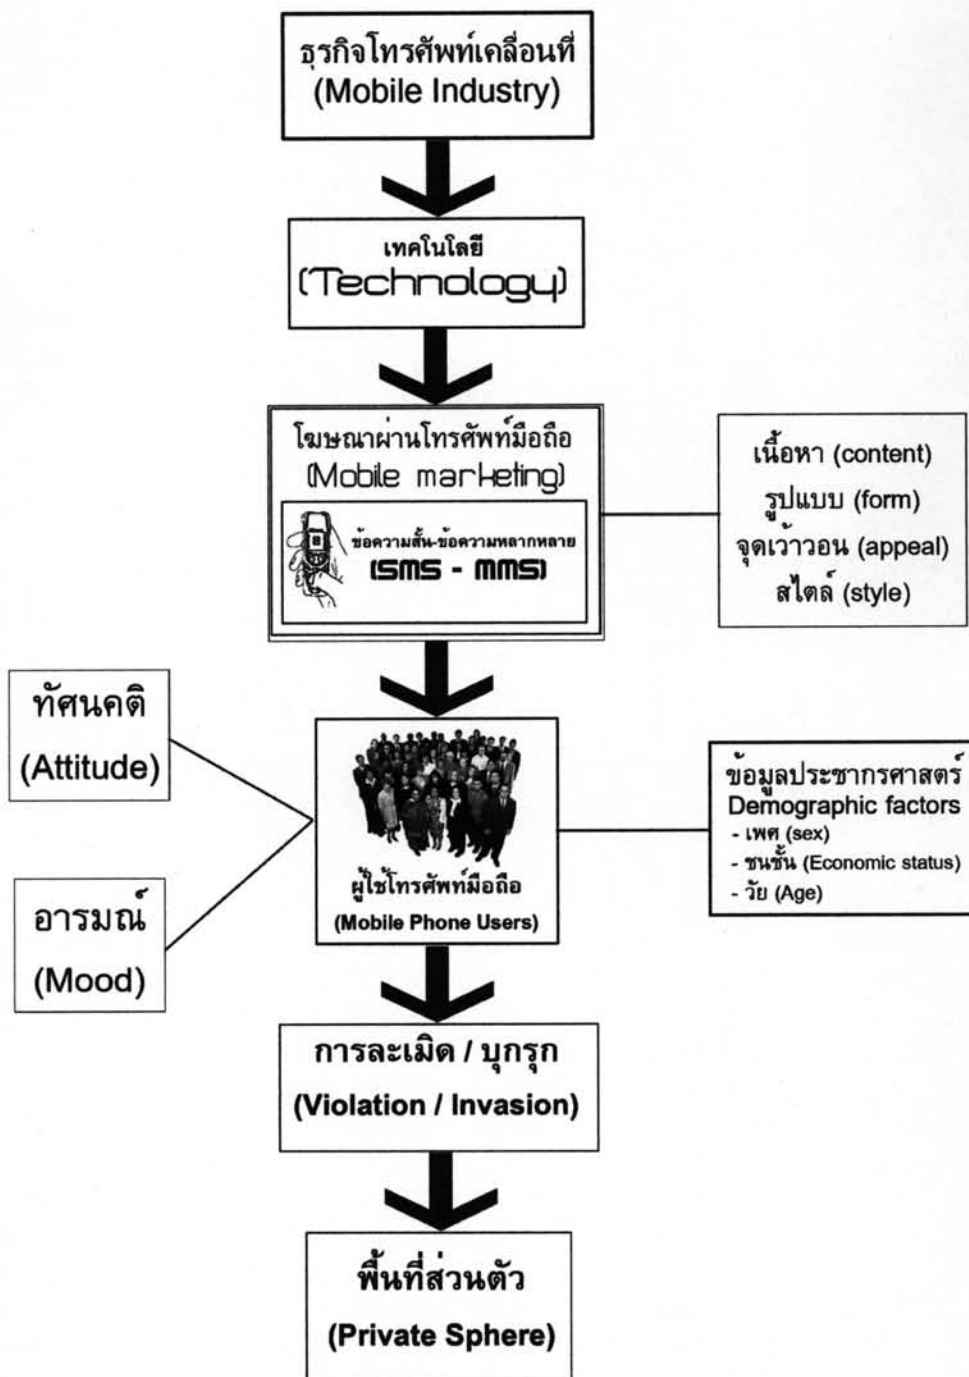 ธุรกิจโทรศัพท์เคลื่อนที่
(Mobile Industry)
เทคโนโลยี
(Technology)
โฆษณาผ่านโทรศัพท์มือถือ
(Mobile marketing)
ข้อความสั้น-ข้อความหลากหลาย
(SMS - MMS)
เนื้อหา (content)
รูปแบบ (form)
จุดเว้าวอน (appeal)
สไตล์ (style)
ทัศนคติ
(Attitude)
อารมณ์
(Mood)
ผู้ใช้โทรศัพท์มือถือ
(Mobile Phone Users)
ข้อมูลประชากรศาสตร์
Demographic factors
- เพศ (sex)
- ชนชั้น (Economic status)
- วัย (Age)
การละเมิด / บุกรุก
(Violation / Invasion)
พื้นที่ส่วนตัว
(Private Sphere)